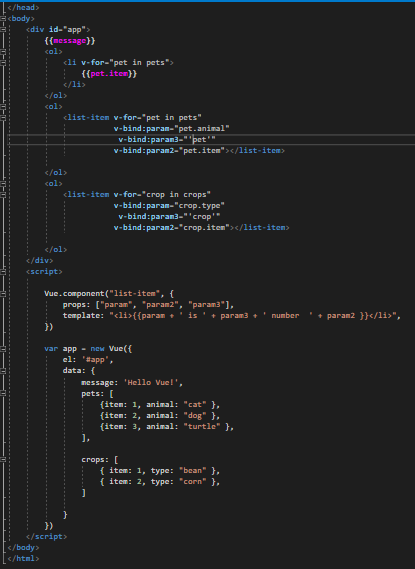 </head>
<body>
<div id="app">
{{message}}
<ol>
<li v-for="pet in pets">
{{pet.item}}
</li>
</ol>
<ol>
<list-item v-for="pet in pets"
v-bind:param="pet.animal"
v-bind:param3="'pet'"
v-bind:param2="pet.item"></list-item>
</ol>
<ol>
<list-item v-for="crop in crops"
v-bind:param="crop.type"
v-bind:param3="'crop'"
v-bind:param2="crop.item"></list-item>
</ol>
</div>
<script>
Vue.component("list-item", {
props: ["param", "param2", "param3"],
template: "<li>{{param + ' is ' + param3 + ' number  ' + param2 }}</li>",
})
var app = new Vue({
el: '#app',
data: {
message: 'Hello Vue!',
pets: [
{item: 1, animal: "cat" },
{item: 2, animal: "dog" },
{item: 3, animal: "turtle" },
],
crops: [
{ item: 1, type: "bean" },
{ item: 2, type: "corn" },
]
}
})
</script>
</body>
</html>